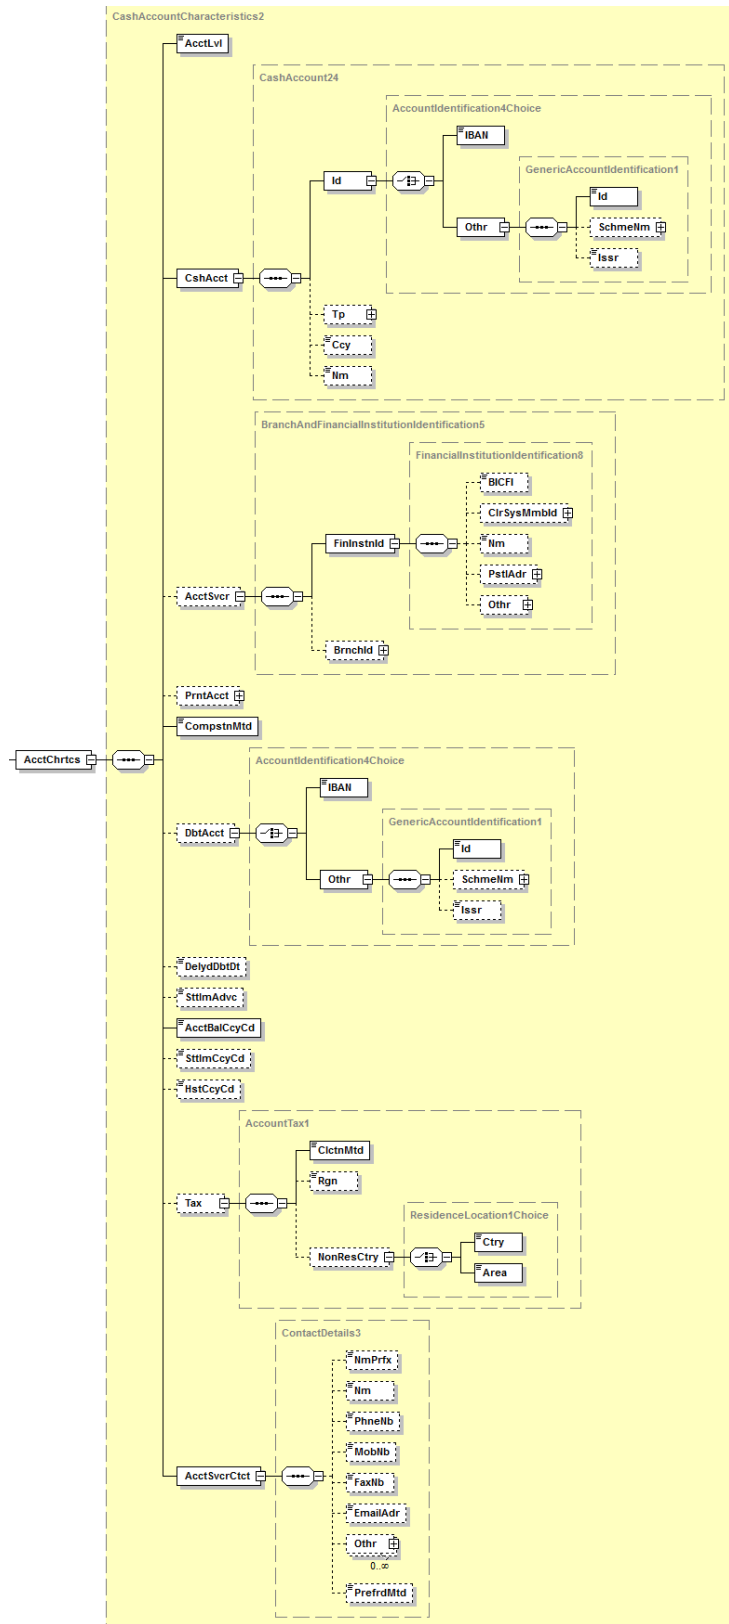 CashAccountCharacteristics2
AcctLvl
CashAccount24
AccountIdentification4Choice
IBAN
GenericAccountIdentification1
Id
Id
Othr
SchmeNm
Issr
CshAcct
Tp
Ccy
Nm
BranchAndFinancialInstitutionIdentification5
FinancialInstitutionIdentification8
BICFI
ClrSysMmbId
FinInstnId
Nm
PstlAdr
AcctSvcr
Othr
BrnchId
PrntAcct
CompstnMtd
AcctChrtcs
AccountIdentification4Choice
IBAN
GenericAccountIdentification1
DbtAcct
Id
Othr
SchmeNm
Issr
DelydDbtDt
SttlmAdvc
AcctBalCcyCd
SttlmCcyCd
HstCcyCd
AccountTax1
ClctnMtd
Rgn
Tax
ResidenceLocation1Choice
Ctry
NonResCtry
Area
ContactDetails3
NmPrfx
Nm
PhneNb
MobNb
AcctSvcrCtct
FaxNb
EmailAdr
Othr
0..∞
PrefrdMtd